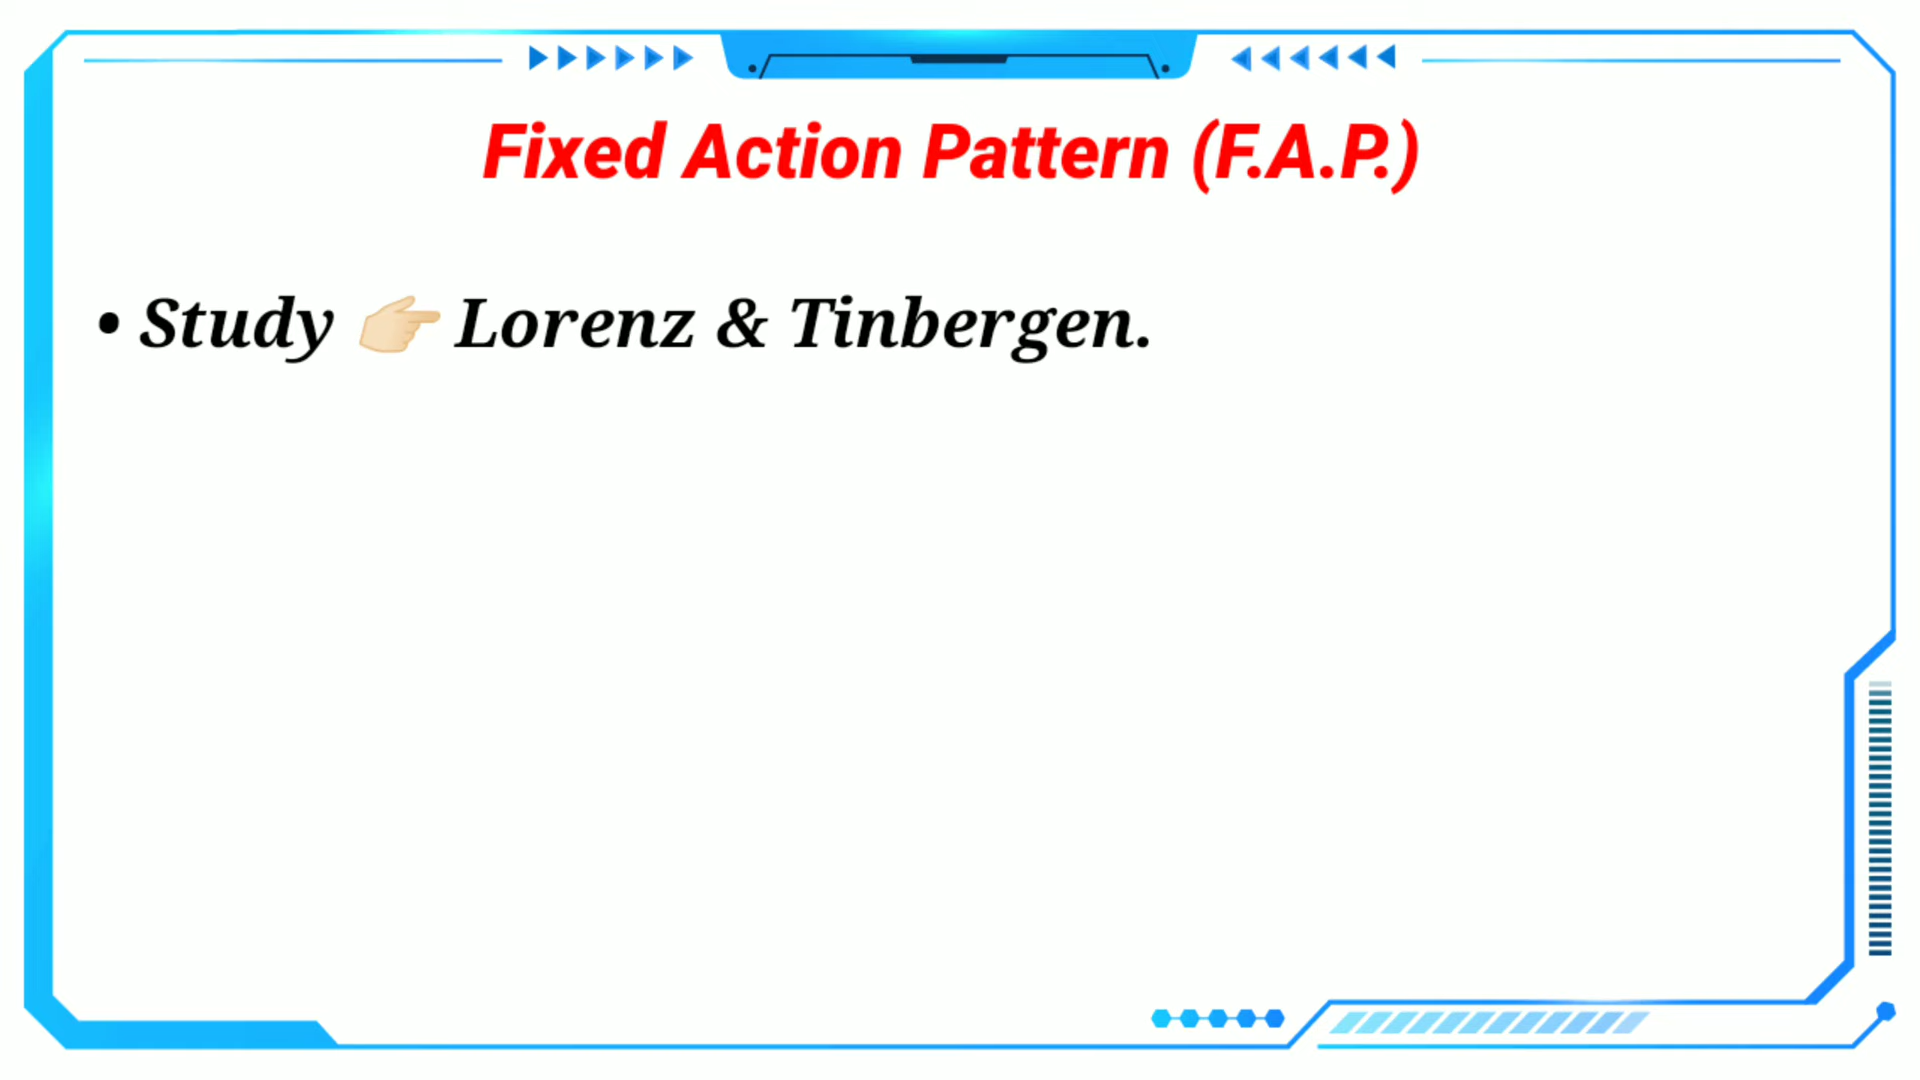 Fixed Action Pattern (F.A.P.)
• Study 👉🏻 Lorenz & Tinbergen.